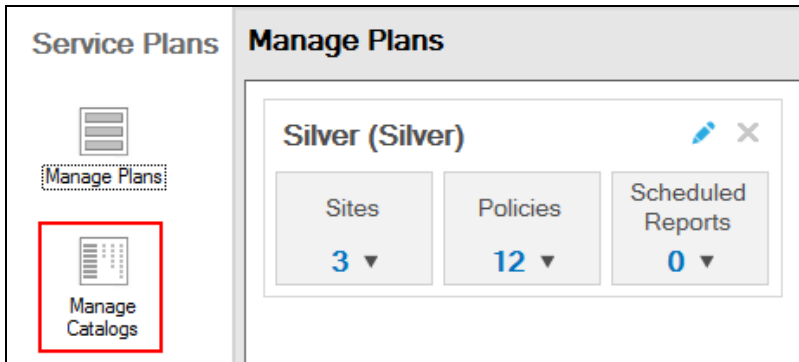 Service Plans
Manage Plans
Manage
Catalogs
Manage Plans
Silver (Silver)
Sites
3
Policies
12
Scheduled
Reports
0